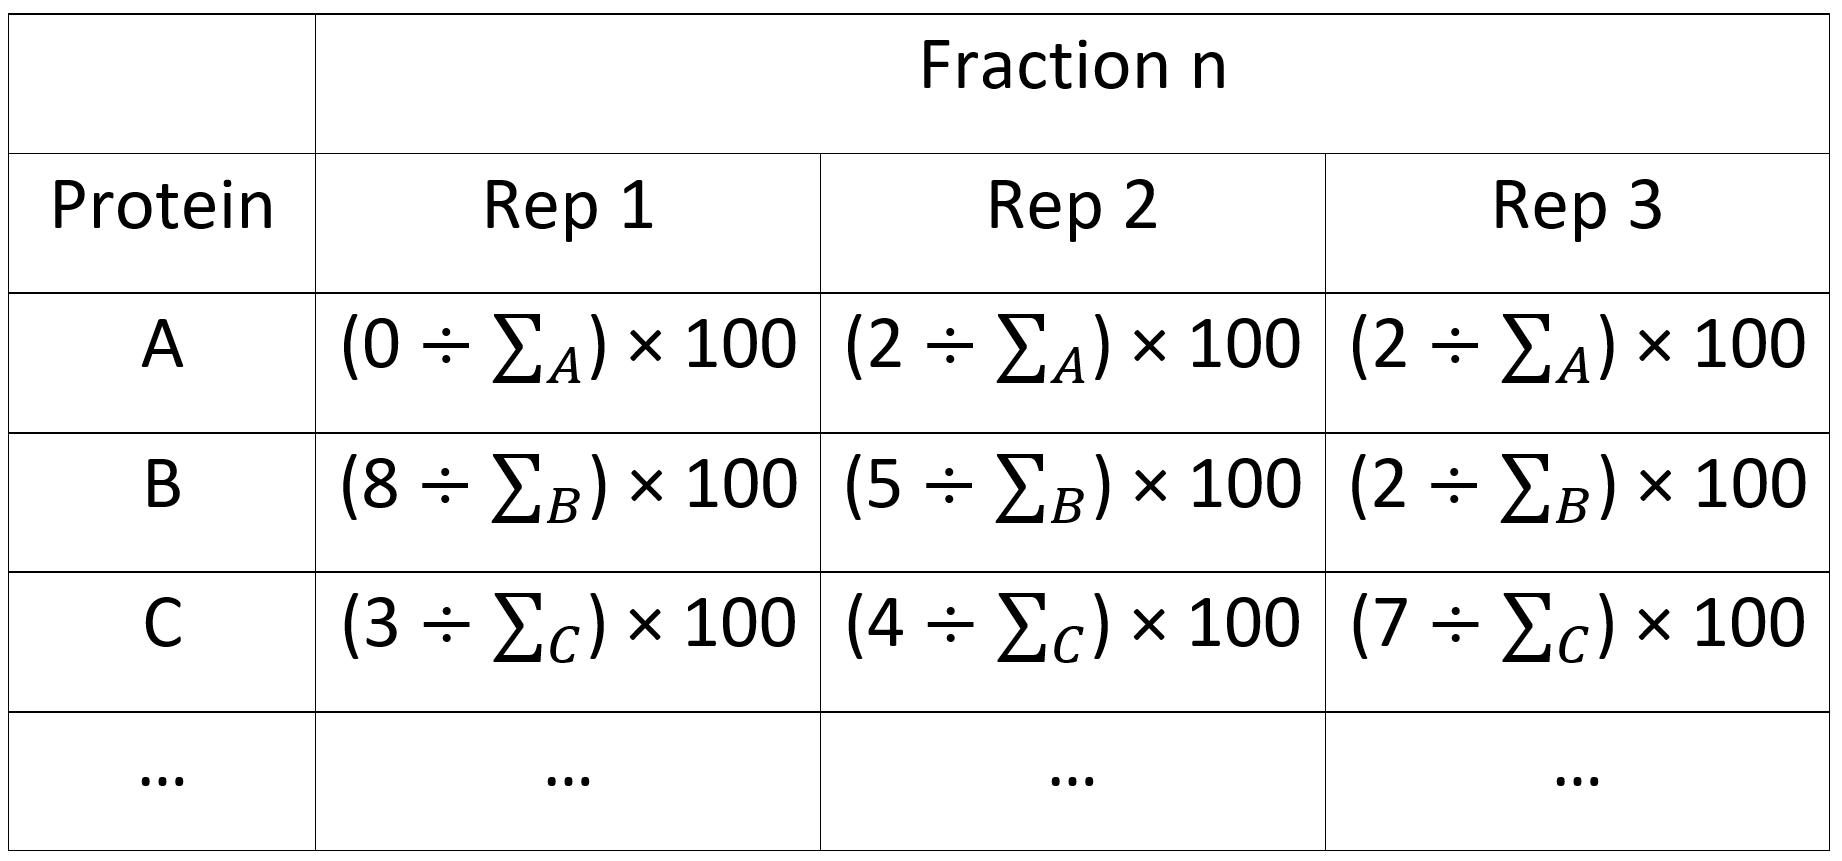 Fraction n
Protein Rep 1 Rep 2 Rep 3
A (0 ÷ ∑A) × 100 (2 ÷ ∑A) × 100 (2 ÷ ∑A) × 100
B (8 ÷ ∑B) × 100 (5 ÷ ∑B) × 100 (2 ÷ ∑B) × 100
C (3 ÷ ∑C) × 100 (4 ÷ ∑C) × 100 (7 ÷ ∑C) × 100
... ... ... ...